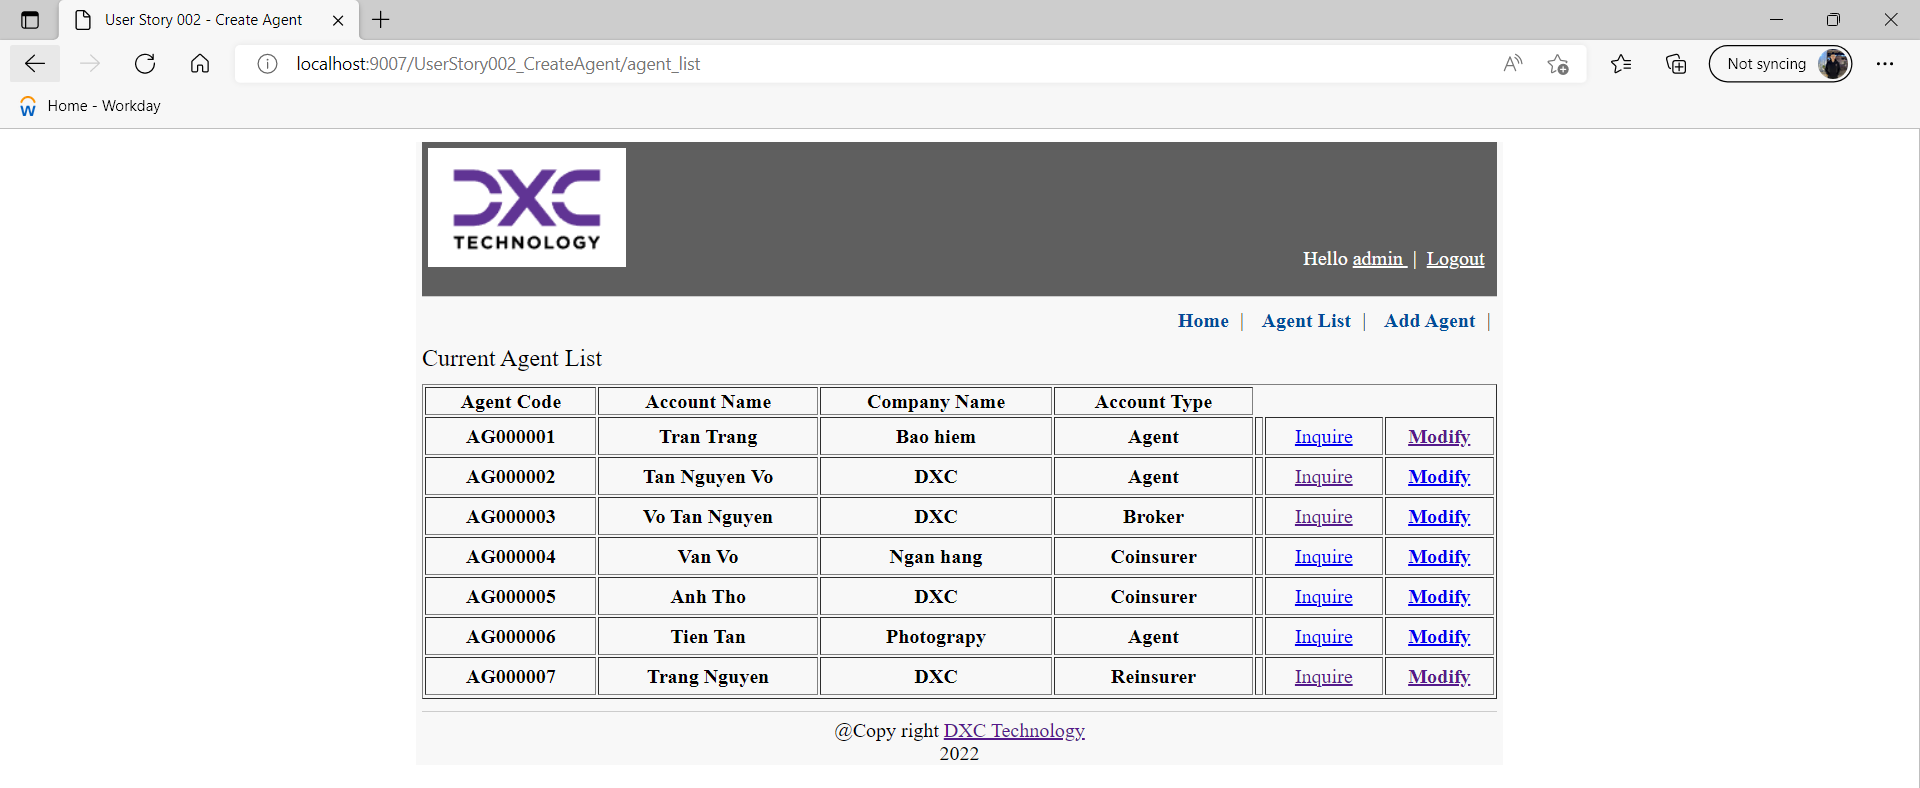 User Story 002 - Create Agent
localhost:9007/UserStory002_CreateAgent/agent_list
Not syncing
Home - Workday
DXC
TECHNOLOGY
Hello admin | Logout
Home | Agent List | Add Agent |
Current Agent List
Agent Code Account Name Company Name Account Type
AG000001 Tran Trang Bao hiem Agent Inquire Modify
AG000002 Tan Nguyen Vo DXC Agent Inquire Modify
AG000003 Vo Tan Nguyen DXC Broker Inquire Modify
AG000004 Van Vo Ngan hang Coinsurer Inquire Modify
AG000005 Anh Tho DXC Coinsurer Inquire Modify
AG000006 Tien Tan Photograpy Agent Inquire Modify
AG000007 Trang Nguyen DXC Reinsurer Inquire Modify
@Copy right DXC Technology
2022